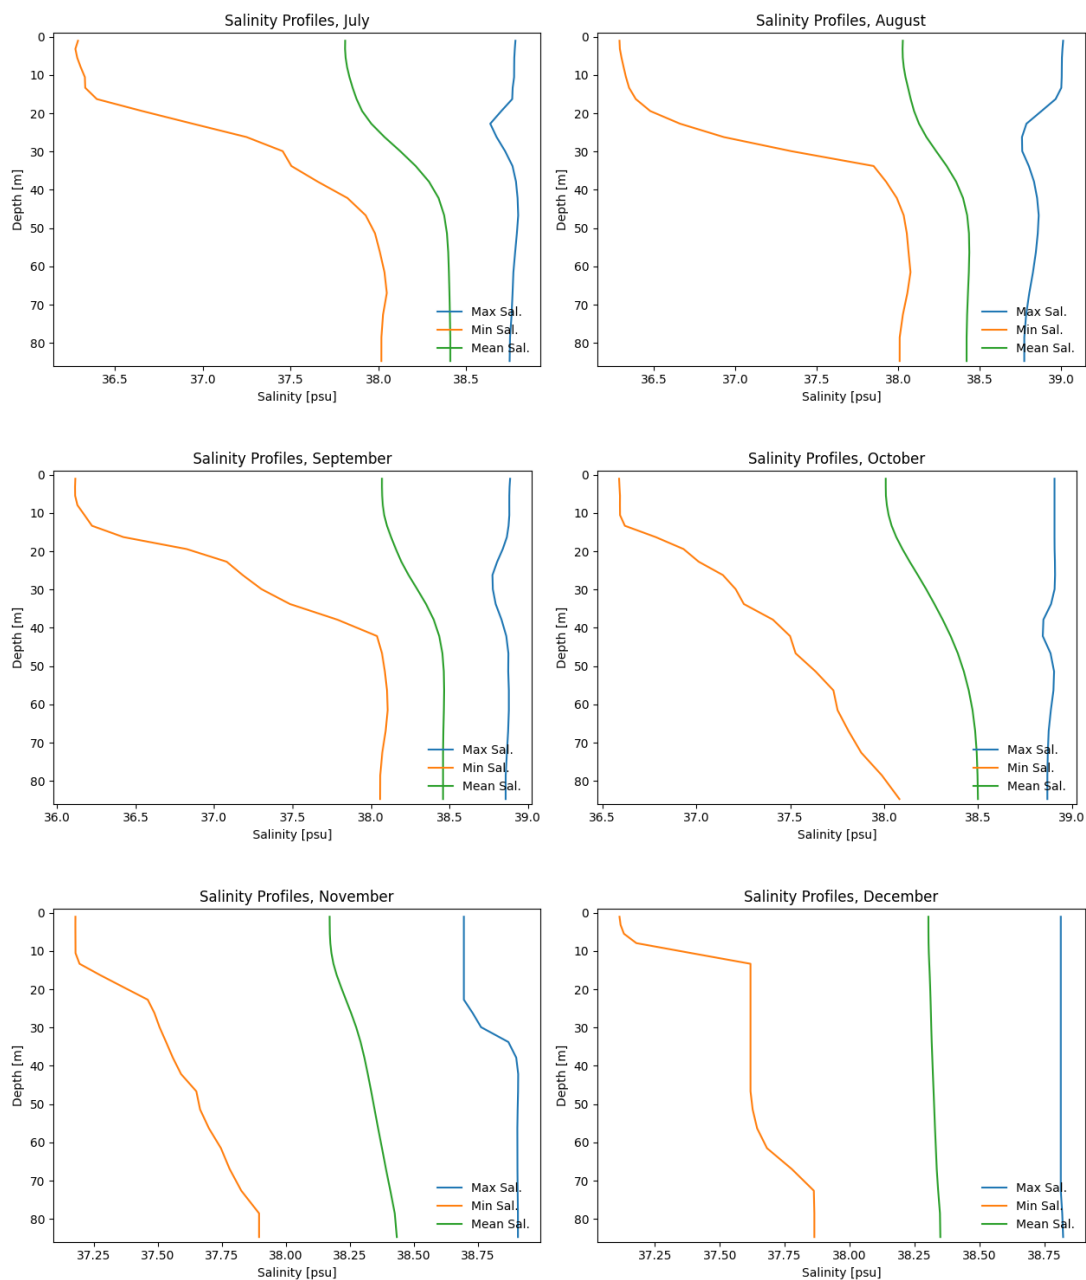 Salinity Profiles, July
0
10
20
30
40
50
60
70
80
Depth [m]
Max Sal.
Min Sal.
Mean Sal.
36.5 37.0 37.5 38.0 38.5
Salinity [psu]
Salinity Profiles, August
0
10
20
30
40
50
60
70
80
Depth [m]
Max Sal.
Min Sal.
Mean Sal.
36.5 37.0 37.5 38.0 38.5 39.0
Salinity [psu]
Salinity Profiles, September
0
10
20
30
40
50
60
70
80
Depth [m]
Max Sal.
Min Sal.
Mean Sal.
36.0 36.5 37.0 37.5 38.0 38.5 39.0
Salinity [psu]
Salinity Profiles, October
0
10
20
30
40
50
60
70
80
Depth [m]
Max Sal.
Min Sal.
Mean Sal.
36.5 37.0 37.5 38.0 38.5 39.0
Salinity [psu]
Salinity Profiles, November
0
10
20
30
40
50
60
70
80
Depth [m]
Max Sal.
Min Sal.
Mean Sal.
37.25 37.50 37.75 38.00 38.25 38.50 38.75
Salinity [psu]
Salinity Profiles, December
0
10
20
30
40
50
60
70
80
Depth [m]
Max Sal.
Min Sal.
Mean Sal.
37.25 37.50 37.75 38.00 38.25 38.50 38.75
Salinity [psu]